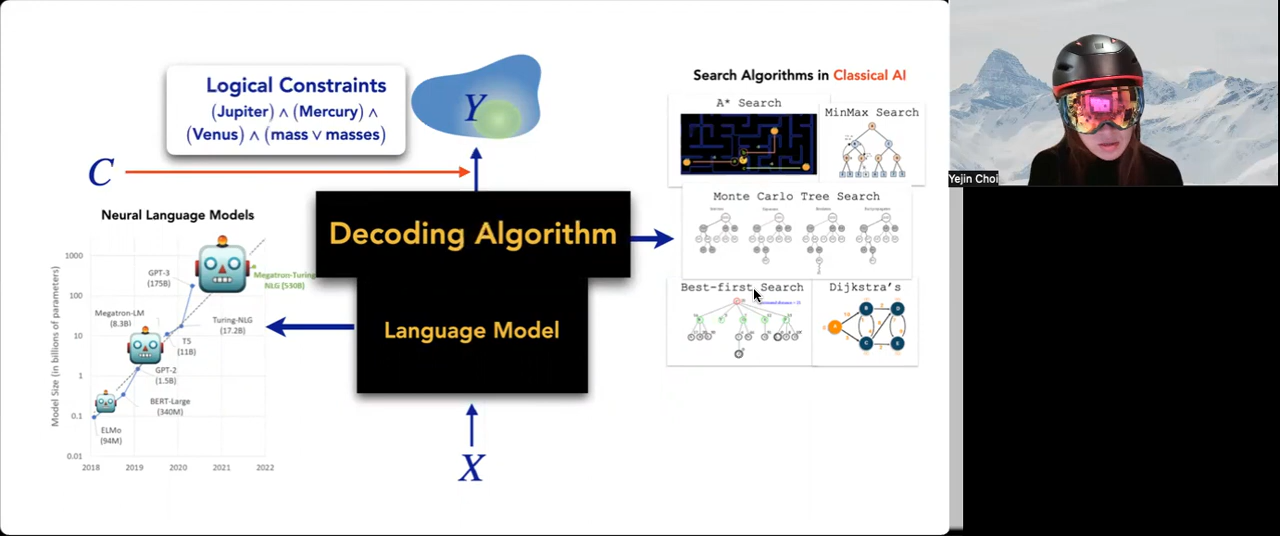 Logical Constraints
(Jupiter) ∧ (Mercury) ∧
(Venus) ∧ (mass ∨ masses)
Y
C
Decoding Algorithm
Language Model
X
Neural Language Models
Model Size (in billions of parameters)
1000
100
10
1
0.1
0.01
2018
2019
2020
2021
2022
GPT-3
(175B)
Megatron-Turing
NLG (530B)
Megatron-LM
(8.3B)
Turing-NLG
(17.2B)
T5
(11B)
GPT-2
(1.5B)
BERT-Large
(340M)
ELMo
(94M)
Search Algorithms in Classical AI
A* Search
MinMax Search
Monte Carlo Tree Search
Best-first Search
Dijkstra's
Yejin Choi